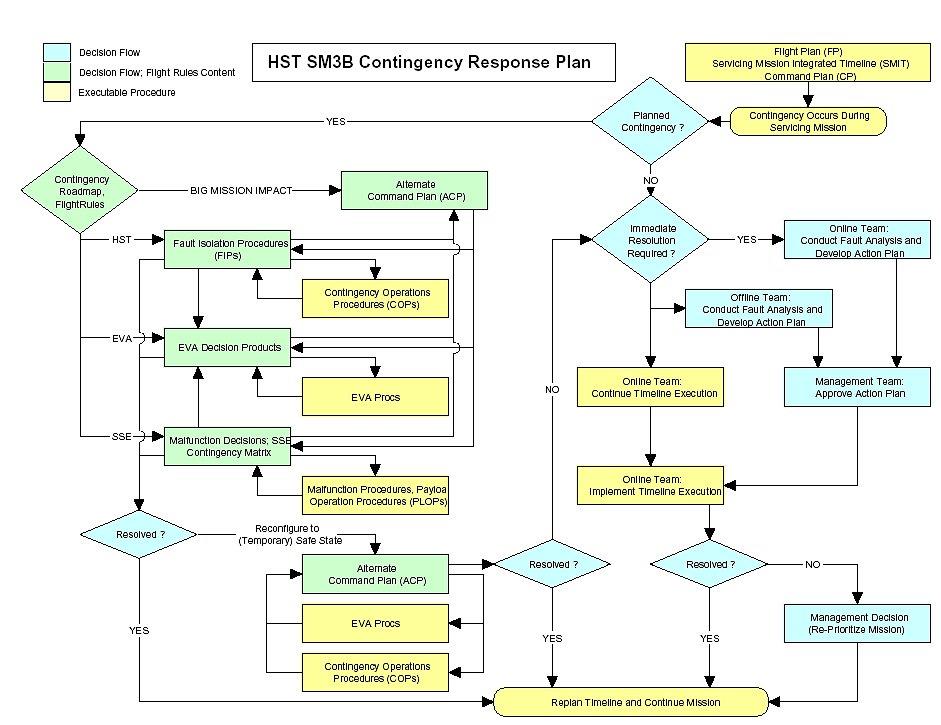 Decision Flow
Decision Flow; Flight Rules Content
Executable Procedure
HST SM3B Contingency Response Plan
Flight Plan (FP)
Servicing Mission Integrated Timeline (SMIT)
Command Plan (CP)
Contingency Occurs During
Servicing Mission
Planned
Contingency ?
YES
NO
Contingency
Roadmap,
FlightRules
BIG MISSION IMPACT
Alternate
Command Plan (ACP)
HST
Fault Isolation Procedures
(FIPs)
Contingency Operations
Procedures (COPs)
EVA
EVA Decision Products
EVA Procs
SSE
Malfunction Decisions; SSE
Contingency Matrix
Malfunction Procedures, Payloa
Operation Procedures (PLOPs)
Immediate
Resolution
Required ?
YES
Online Team:
Conduct Fault Analysis and
Develop Action Plan
Offline Team:
Conduct Fault Analysis and
Develop Action Plan
NO
Online Team:
Continue Timeline Execution
Management Team:
Approve Action Plan
Online Team:
Implement Timeline Execution
Resolved ?
Reconfigure to
(Temporary) Safe State
Alternate
Command Plan (ACP)
EVA Procs
Contingency Operations
Procedures (COPs)
Resolved ?
Resolved ?
NO
Management Decision
(Re-Prioritize Mission)
YES
YES
YES
Replan Timeline and Continue Mission